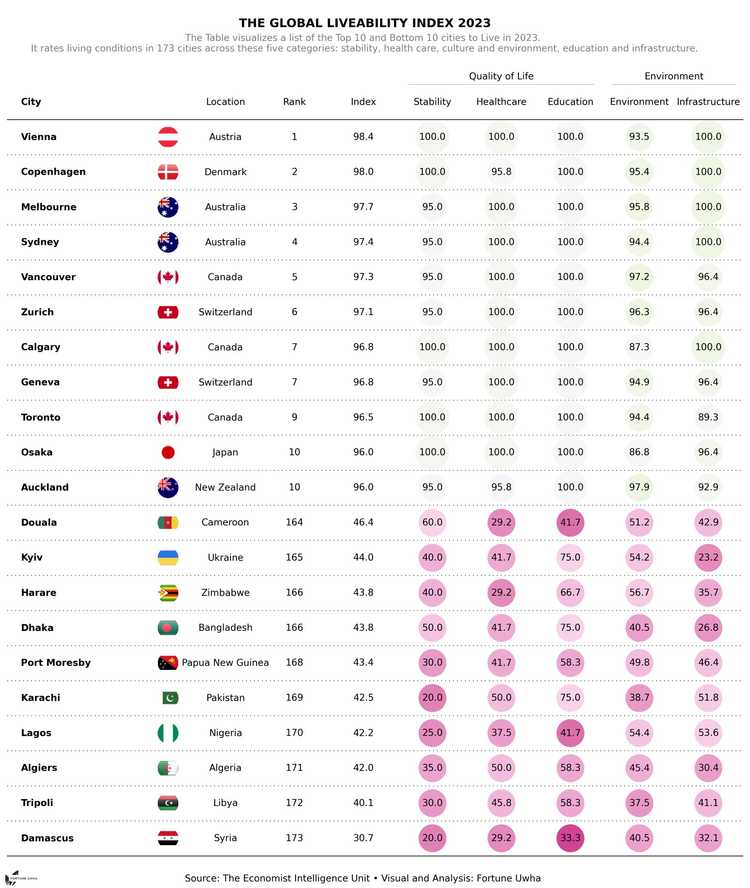 THE GLOBAL LIVEABILITY INDEX 2023
The Table visualizes a list of the Top 10 and Bottom 10 cities to Live in 2023.
It rates living conditions in 173 cities across these five categories: stability, health care, culture and environment, education and infrastructure.
Quality of Life Environment
City Location Rank Index Stability Healthcare Education Environment Infrastructure
Vienna Austria 1 98.4 100.0 100.0 100.0 93.5 100.0
Copenhagen Denmark 2 98.0 100.0 95.8 100.0 95.4 100.0
Melbourne Australia 3 97.7 95.0 100.0 100.0 95.8 100.0
Sydney Australia 4 97.4 95.0 100.0 100.0 94.4 100.0
Vancouver Canada 5 97.3 95.0 100.0 100.0 97.2 96.4
Zurich Switzerland 6 97.1 95.0 100.0 100.0 96.3 96.4
Calgary Canada 7 96.8 100.0 100.0 100.0 87.3 100.0
Geneva Switzerland 7 96.8 95.0 100.0 100.0 94.9 96.4
Toronto Canada 9 96.5 100.0 100.0 100.0 94.4 89.3
Osaka Japan 10 96.0 100.0 100.0 100.0 86.8 96.4
Auckland New Zealand 10 96.0 95.0 95.8 100.0 97.9 92.9
Douala Cameroon 164 46.4 60.0 29.2 41.7 51.2 42.9
Kyiv Ukraine 165 44.0 40.0 41.7 75.0 54.2 23.2
Harare Zimbabwe 166 43.8 40.0 29.2 66.7 56.7 35.7
Dhaka Bangladesh 166 43.8 50.0 41.7 75.0 40.5 26.8
Port Moresby Papua New Guinea 168 43.4 30.0 41.7 58.3 49.8 46.4
Karachi Pakistan 169 42.5 20.0 50.0 75.0 38.7 51.8
Lagos Nigeria 170 42.2 25.0 37.5 41.7 54.4 53.6
Algiers Algeria 171 42.0 35.0 50.0 58.3 45.4 30.4
Tripoli Libya 172 40.1 30.0 45.8 58.3 37.5 41.1
Damascus Syria 173 30.7 20.0 29.2 33.3 40.5 32.1
FORTUNE UWHA
Source: The Economist Intelligence Unit • Visual and Analysis: Fortune Uwha